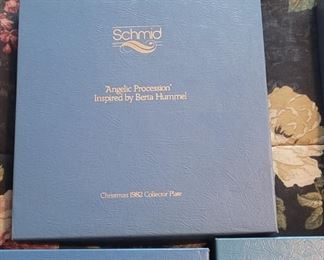 Schmid
'Angelic Procession'
Inspired by Berta Hummel
Christmas 1982 Collector Plate